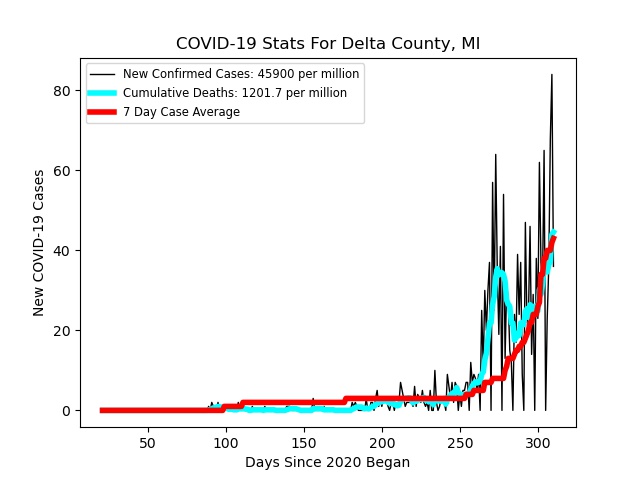 COVID-19 Stats For Delta County, MI
New Confirmed Cases: 45900 per million
Cumulative Deaths: 1201.7 per million
7 Day Case Average
80
60
40
20
0
New COVID-19 Cases
50 100 150 200 250 300
Days Since 2020 Began